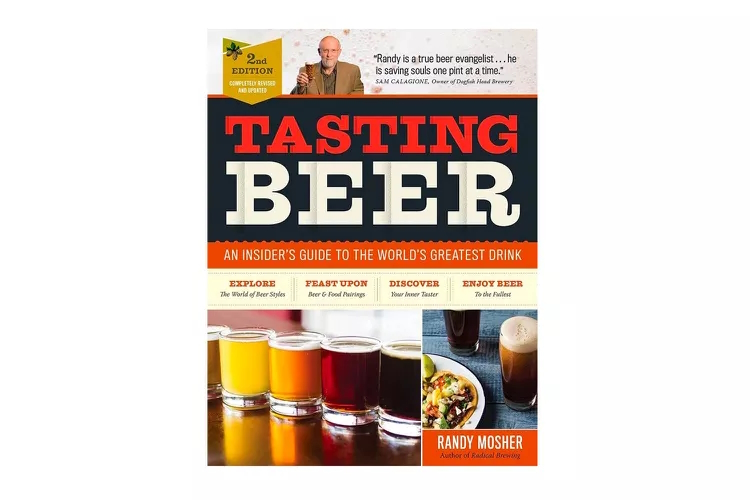 2nd
EDITION
COMPLETELY REVISED
AND UPDATED
“Randy is a true beer evangelist . . . he
is saving souls one pint at a time.”
SAM CALAGIONE, Owner of Dogfish Head Brewery
TASTING
BEER
AN INSIDER’S GUIDE TO THE WORLD’S GREATEST DRINK
EXPLORE
The World of Beer Styles
FEAST UPON
Beer & Food Pairings
DISCOVER
Your Inner Taster
ENJOY BEER
To the Fullest
RANDY MOSHER
Author of Radical Brewing